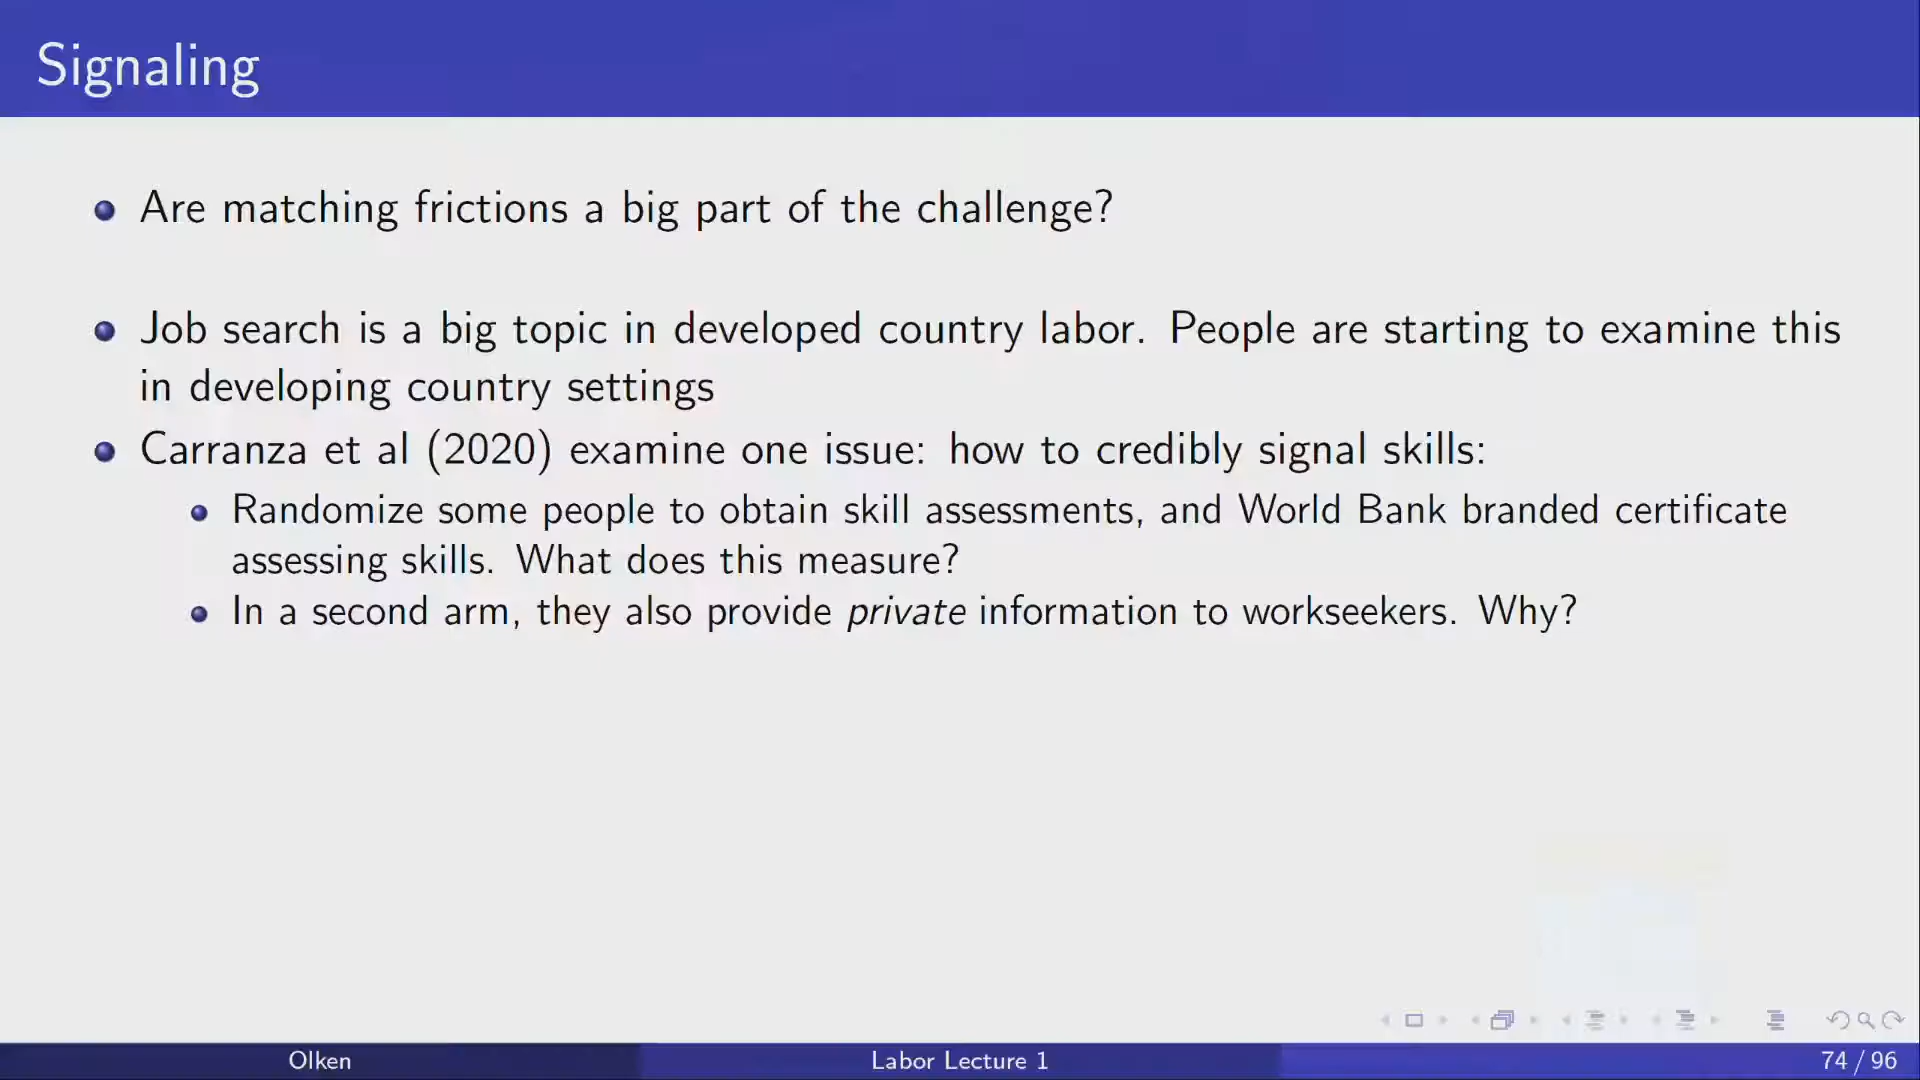 Signaling
Are matching frictions a big part of the challenge?
Job search is a big topic in developed country labor. People are starting to examine this
in developing country settings
Carranza et al (2020) examine one issue: how to credibly signal skills:
Randomize some people to obtain skill assessments, and World Bank branded certificate
assessing skills. What does this measure?
In a second arm, they also provide private information to workseekers. Why?
Olken
Labor Lecture 1
74 / 96